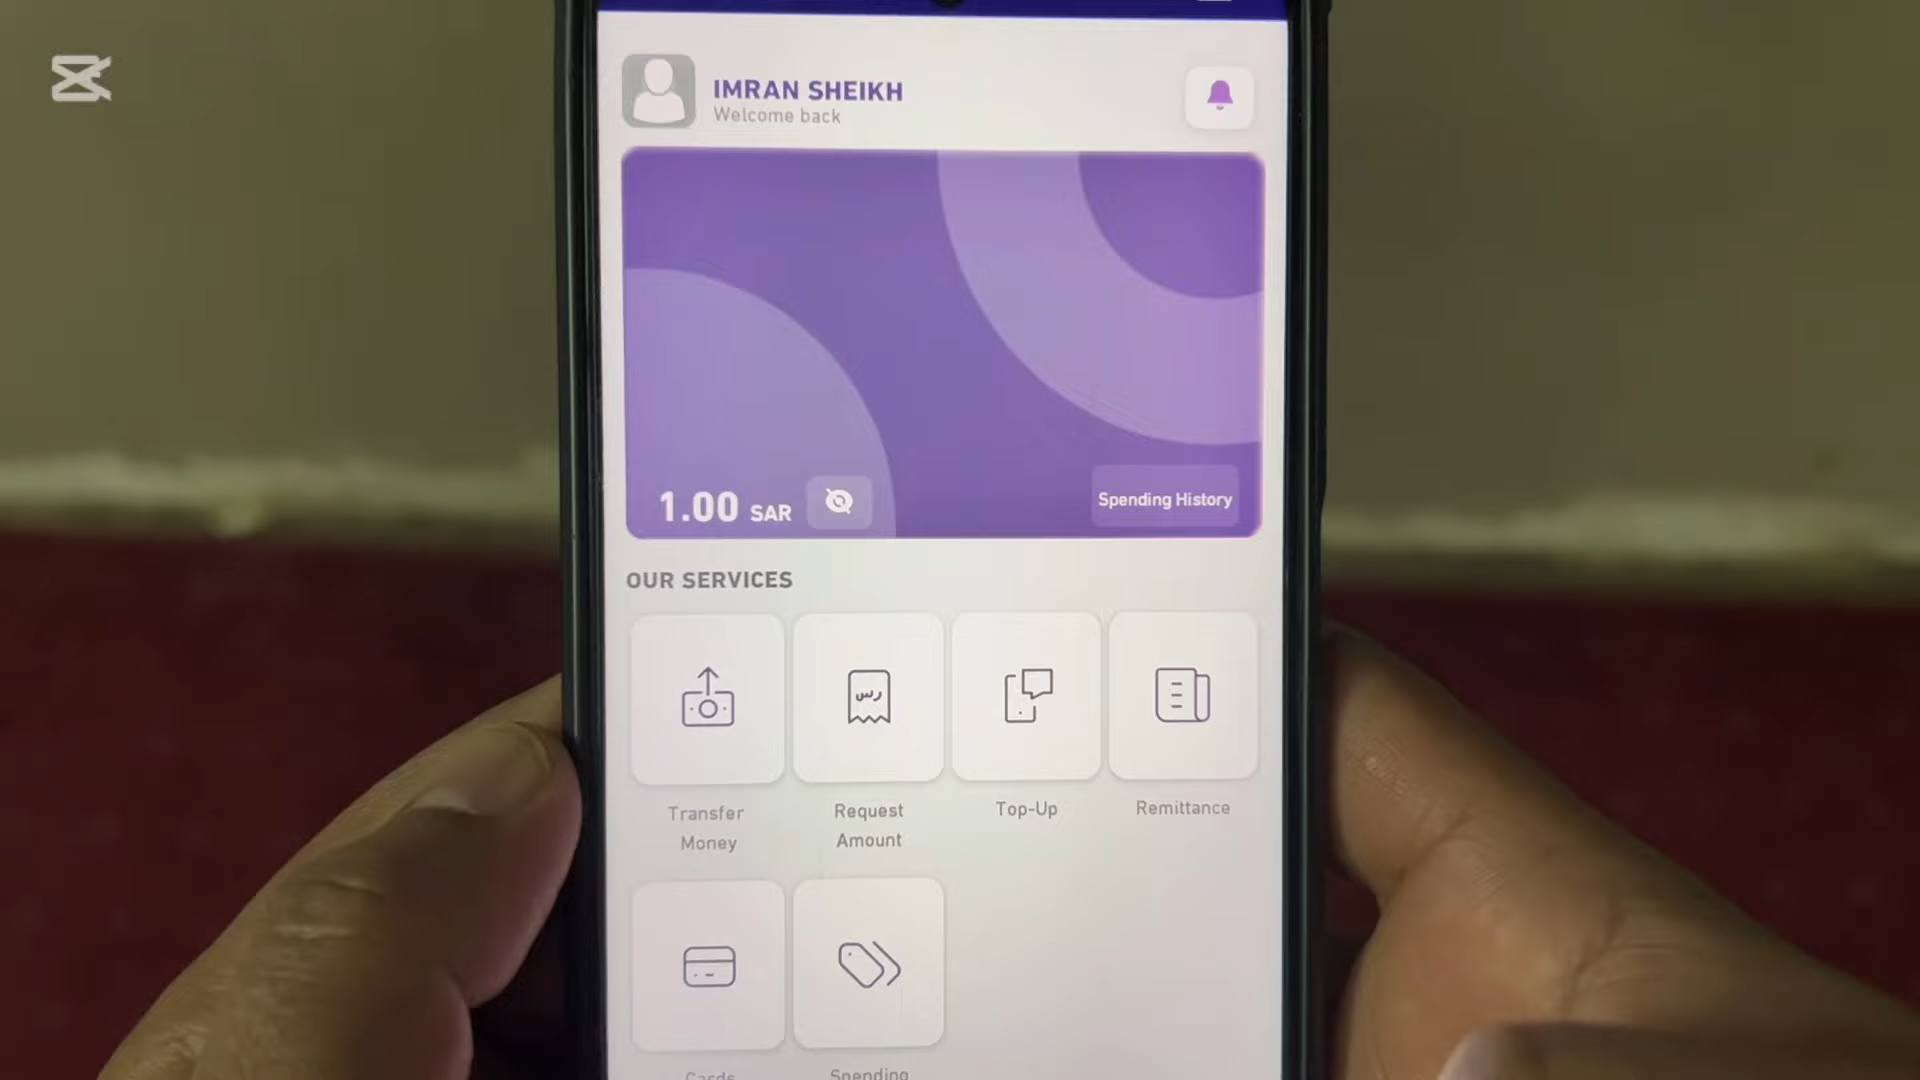 IMRAN SHEIKH
Welcome back
1.00 SAR
Spending History
OUR SERVICES
رس
Transfer
Money
Request
Amount
Top-Up
Remittance
Cards
Spending